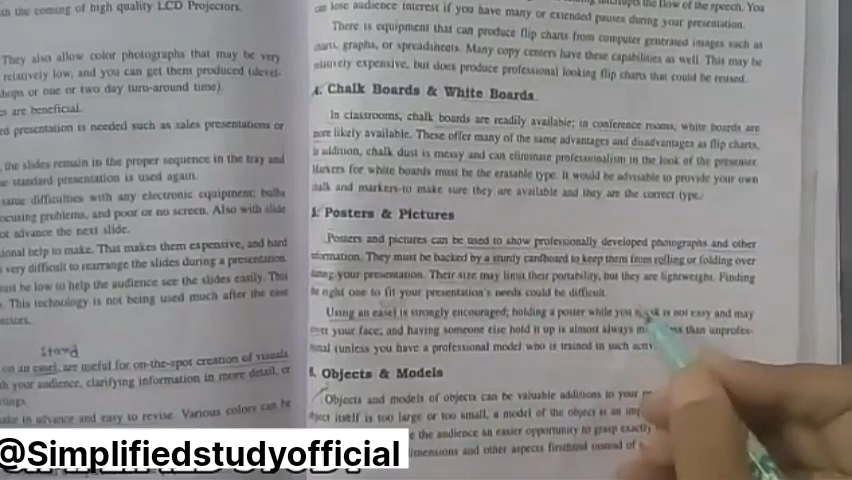 th the coming of high quality LCD Projectors.
They also allow color photographs that may be very
relatively low, and you can get them produced (devel-
hops or one or two day turn-around time).
es are beneficial.
ed presentation is needed such as sales presentations or
the slides remain in the proper sequence in the tray and
e standard presentation is used again.
same difficulties with any electronic equipment; bulbs
ocusing problems, and poor or no screen. Also with slide
ot advance the next slide.
ional help to make. That makes them expentive, and hard
s very difficult to rearrange the slides during a presentation.
ust be low to help the audience see the slides easily. This
. This technology is not being used much after the
ectors.
Stand
on an easel, are useful for on-the-spot creation of visuals
th your audience, clarifying information in more detail, or
tings.
ake in advance and easy to revise. Various colors can be
the flow of the speech. You
can lose audience interest if you have many or extended pauses during your presentation.
There is equipment that can produce flip charts from computer generated images such as
charts, graphs, or spreadsheets. Many copy centers have these capabilities as well. This may be
relatively expensive, but does produce professional looking flip charts that could be reused.
4. Chalk Boards & White Boards
In classrooms, chalk boards are readily available; in conference rooms, white boards are
more likely available. These offer many of the same advantages and disadvantages as flip charts,
In addition, chalk dust is messy and can eliminate professionalism in the look of the presenter.
Markers for white boards must be the erasable type. It would be advisable to provide your own
chalk and markers-to make sure they are available and they are the correct type.
5. Posters & Pictures
Posters and pictures can be used to show professionally developed photographs and other
information. They must be backed by a sturdy cardboard to keep them from rolling or folding over
during your presentation. Their size may limit their portability, but they are lightweight. Finding
the right one to fit your presentation's needs could be difficult.
Using an easel is strongly encouraged; holding a poster while you is not easy and may
over your face; and having someone else hold it up is almost always less than unprofes-
sional (unless you have a professional model who is trained in such
6. Objects & Models
Objects and models of objects can be valuable additions to your
object itself is too large or too small, a model of the object is an
the audience an easier opportunity to grasp exactly
dimensions and other aspects firsthand instead of
@Simplifiedstudyofficial